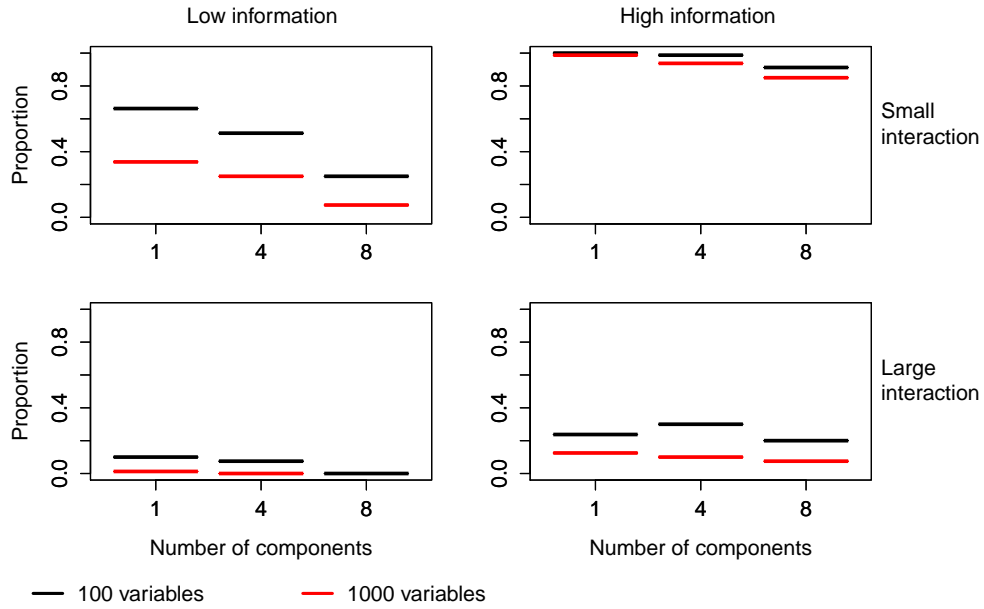 Low information
High information
Proportion
0.0 0.4 0.8
1 4 8
0.0 0.4 0.8
1 4 8
Small
interaction
Proportion
0.0 0.4 0.8
1 4 8
Number of components
0.0 0.4 0.8
1 4 8
Number of components
Large
interaction
100 variables
1000 variables